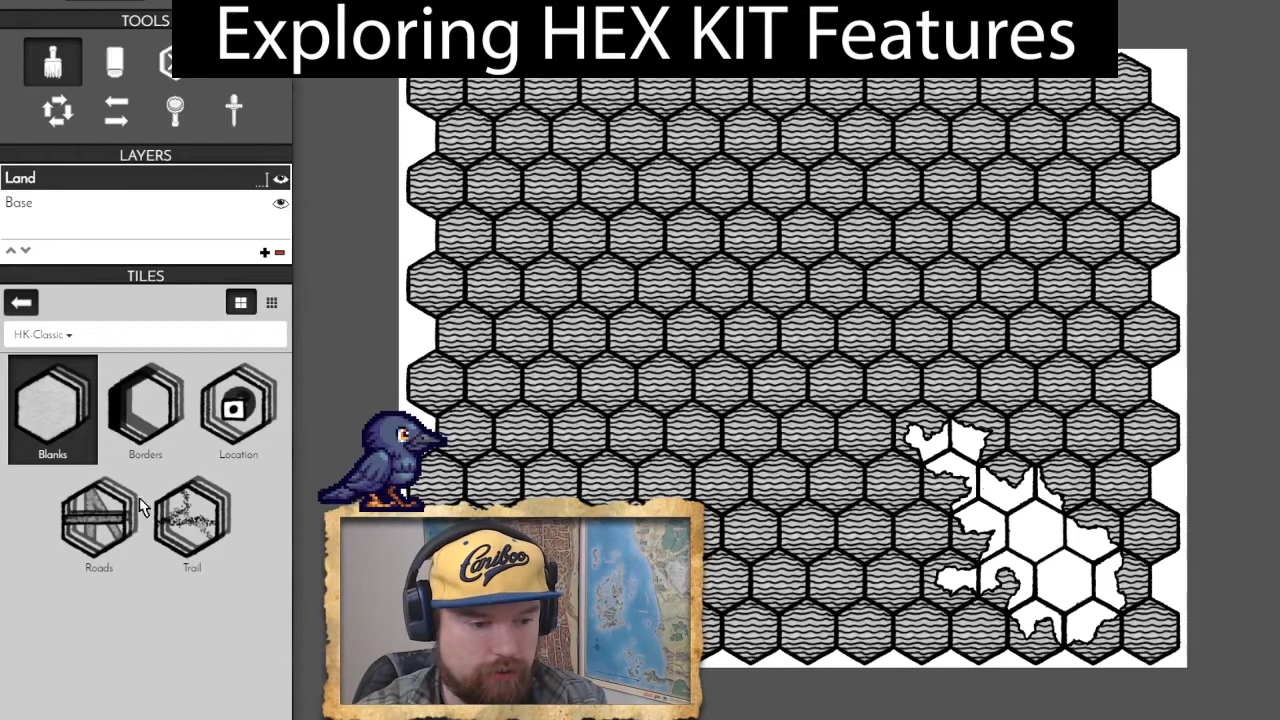 Exploring HEX KIT Features
TOOLS
LAYERS
Land
Base
TILES
HK-Classic
Blanks
Borders
Location
Roads
Trail
Cariboo